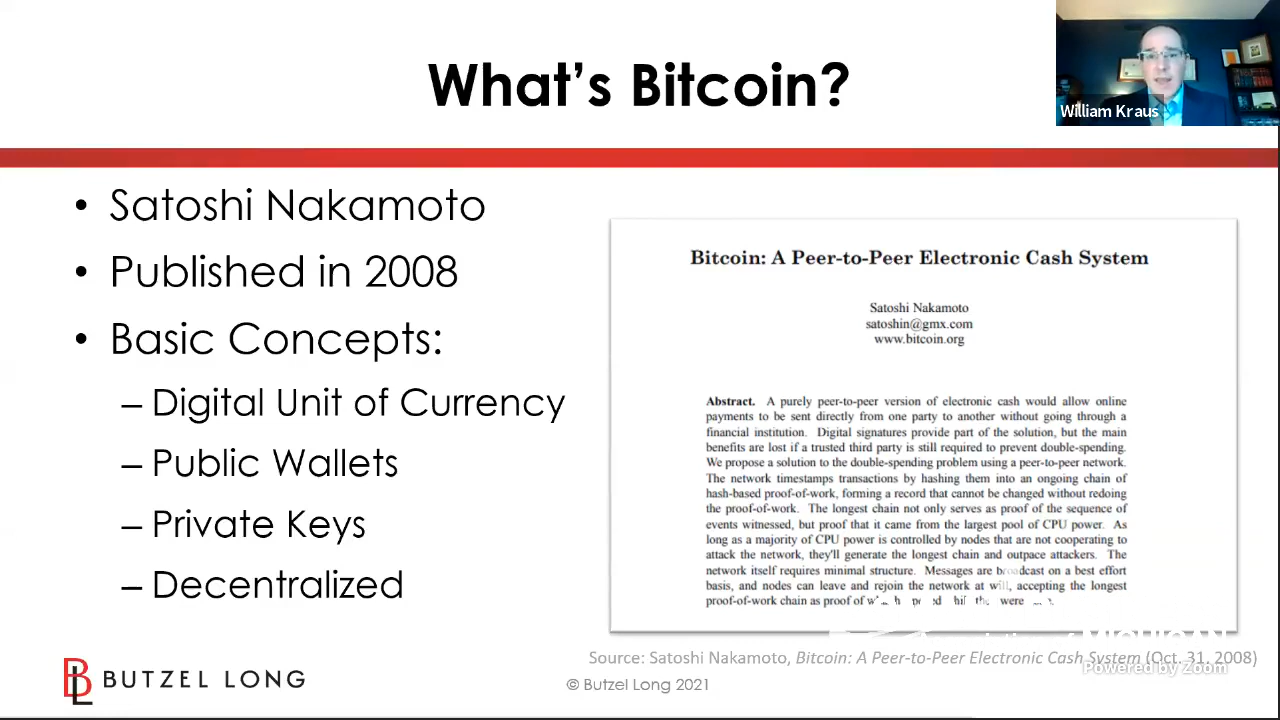 What's Bitcoin?
William Kraus
• Satoshi Nakamoto
• Published in 2008
• Basic Concepts:
– Digital Unit of Currency
– Public Wallets
– Private Keys
– Decentralized
Bitcoin: A Peer-to-Peer Electronic Cash System
Satoshi Nakamoto
satoshin@gmx.com
www.bitcoin.org
Abstract. A purely peer-to-peer version of electronic cash would allow online
payments to be sent directly from one party to another without going through a
financial institution. Digital signatures provide part of the solution, but the main
benefits are lost if a trusted third party is still required to prevent double-spending.
We propose a solution to the double-spending problem using a peer-to-peer network.
The network timestamps transactions by hashing them into an ongoing chain of
hash-based proof-of-work, forming a record that cannot be changed without redoing
the proof-of-work. The longest chain not only serves as proof of the sequence of
events witnessed, but proof that it came from the largest pool of CPU power. As
long as a majority of CPU power is controlled by nodes that are not cooperating to
attack the network, they'll generate the longest chain and outpace attackers. The
network itself requires minimal structure. Messages are broadcast on a best effort
basis, and nodes can leave and rejoin the network at will, accepting the longest
proof-of-work chain as proof of were
MICHIGAN
Source: Satoshi Nakamoto, Bitcoin: A Peer-to-Peer Electronic Cash System (Oct. 31, 2008)
Powered by Zoom
BL BUTZEL LONG
© Butzel Long 2021